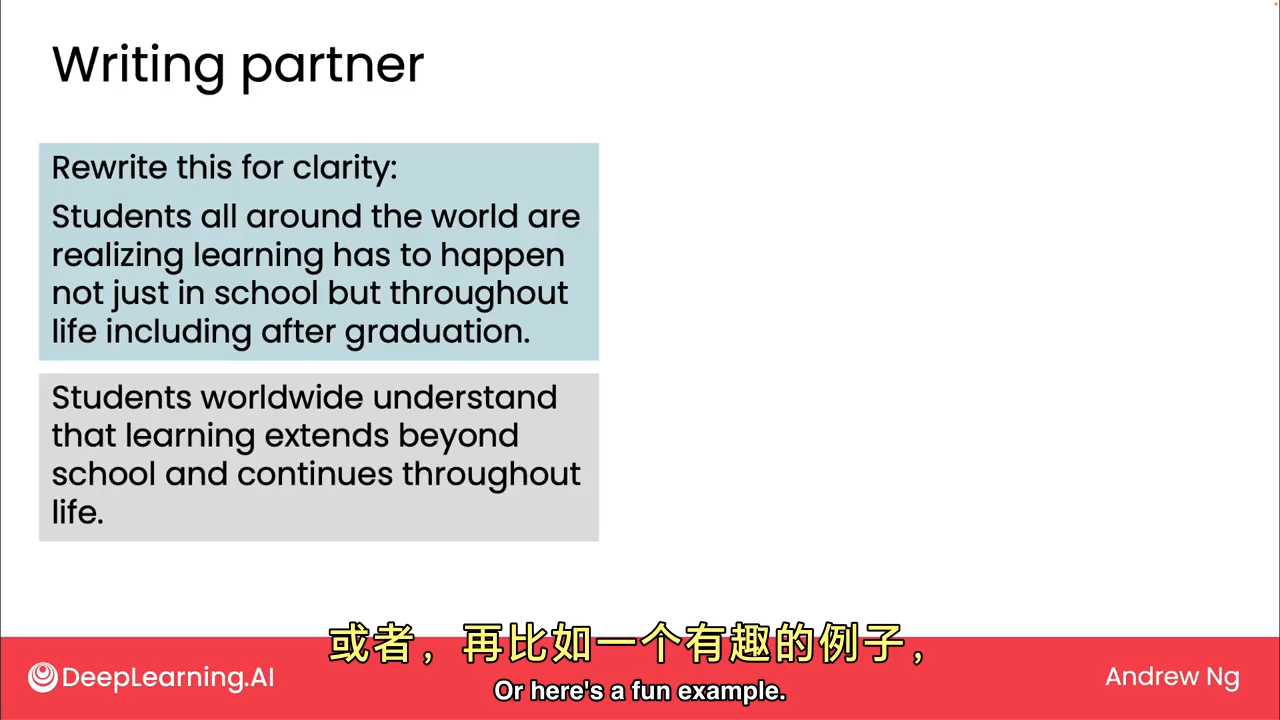 Writing partner
Rewrite this for clarity:
Students all around the world are
realizing learning has to happen
not just in school but throughout
life including after graduation.
Students worldwide understand
that learning extends beyond
school and continues throughout
life.
或者，再比如一个有趣的例子，
DeepLearning.AI
Or here's a fun example.
Andrew Ng